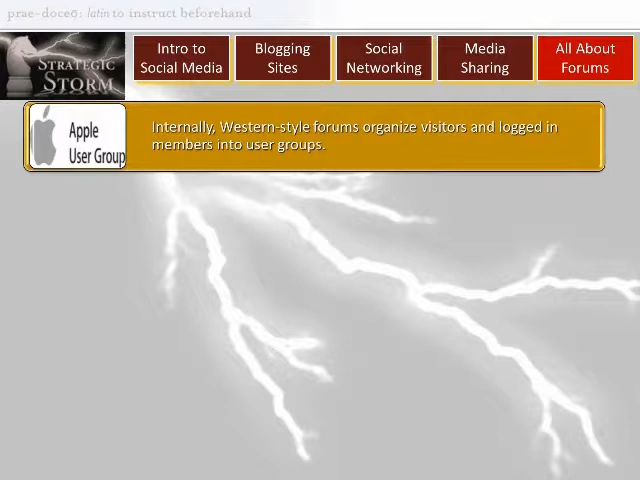 prae-doceō: latin to instruct beforehand
Intro to
Social Media
Blogging
Sites
Social
Networking
Media
Sharing
All About
Forums
STRATEGIC
STORM
Apple
User Group
Internally, Western-style forums organize visitors and logged in
members into user groups.